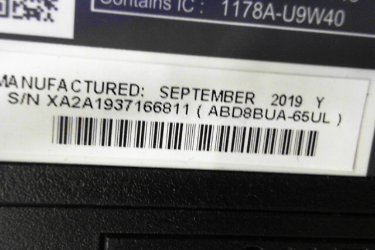 Contains IC : 1178A-U9W40
MANUFACTURED: SEPTEMBER 2019 Y
S/N XA2A1937166811 ( ABD8BUA-65UL )